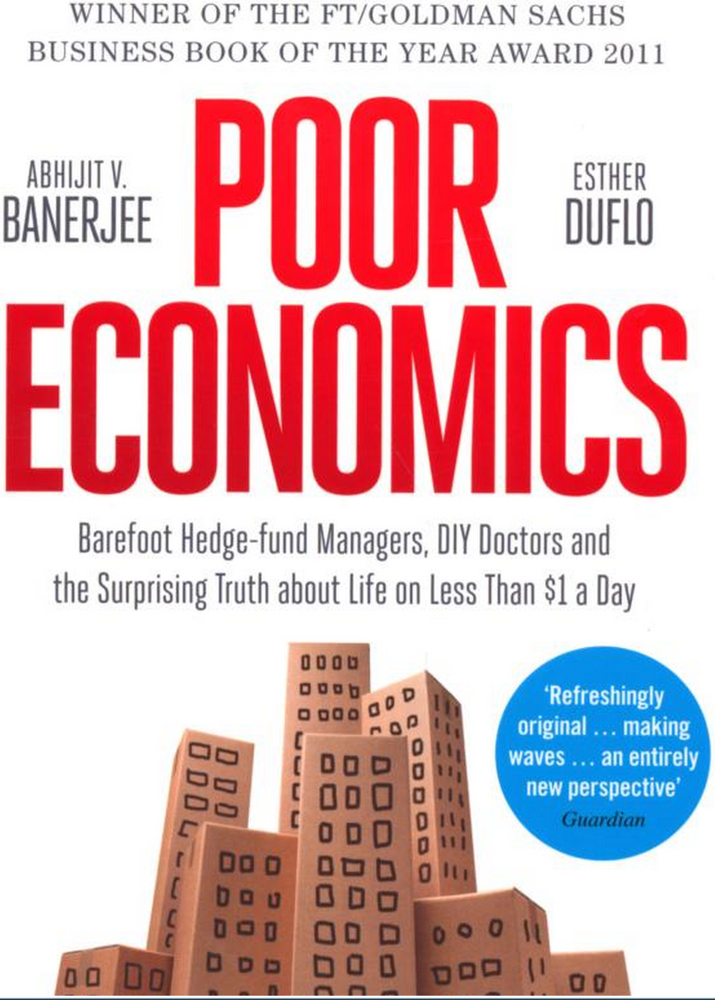 WINNER OF THE FT/GOLDMAN SACHS
BUSINESS BOOK OF THE YEAR AWARD 2011
ABHIJIT V.
BANERJEE
POOR
ESTHER
DUFLO
ECONOMICS
Barefoot Hedge-fund Managers, DIY Doctors and
the Surprising Truth about Life on Less Than $1 a Day
'Refreshingly
original ... making
waves ... an entirely
new perspective'
Guardian